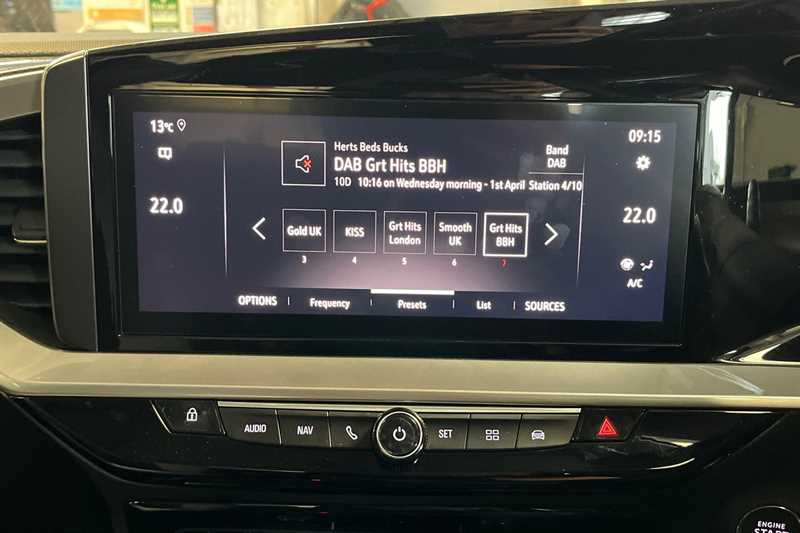 13°C
09:15
Herts Beds Bucks
DAB Grt Hits BBH
Band
DAB
10D 10:16 on Wednesday morning - 1st April Station 4/10
22.0
22.0
Gold UK
KISS
Grt Hits
London
Smooth
UK
Grt Hits
BBH
3
4
5
6
7
A/C
OPTIONS
Frequency
Presets
List
SOURCES
AUDIO
NAV
SET
ENGINE
START